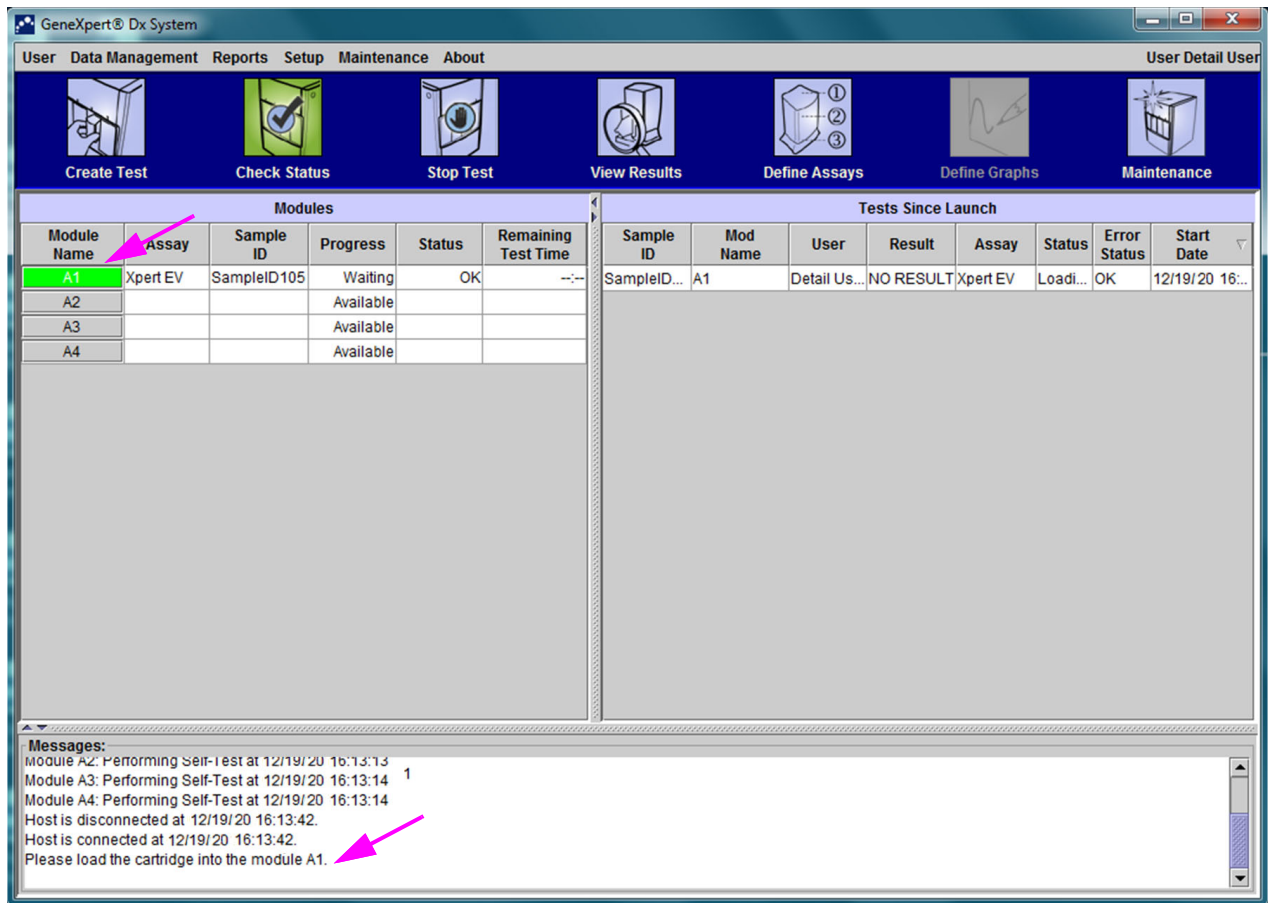 GeneXpert® Dx System
User Data Management Reports Setup Maintenance About User Detail User
Create Test Check Status Stop Test View Results Define Assays Define Graphs Maintenance
① ② ③
Modules
Module Name Assay Sample ID Progress Status Remaining Test Time
A1 Xpert EV SampleID105 Waiting OK --:--
A2 Available
A3 Available
A4 Available
Tests Since Launch
Sample ID Mod Name User Result Assay Status Error Status Start Date
SampleID... A1 Detail Us... NO RESULT Xpert EV Loadi... OK 12/19/20 16:..
Messages:
Module A2: Performing Self-Test at 12/19/20 16:13:13
Module A3: Performing Self-Test at 12/19/20 16:13:14 1
Module A4: Performing Self-Test at 12/19/20 16:13:14
Host is disconnected at 12/19/20 16:13:42.
Host is connected at 12/19/20 16:13:42.
Please load the cartridge into the module A1.